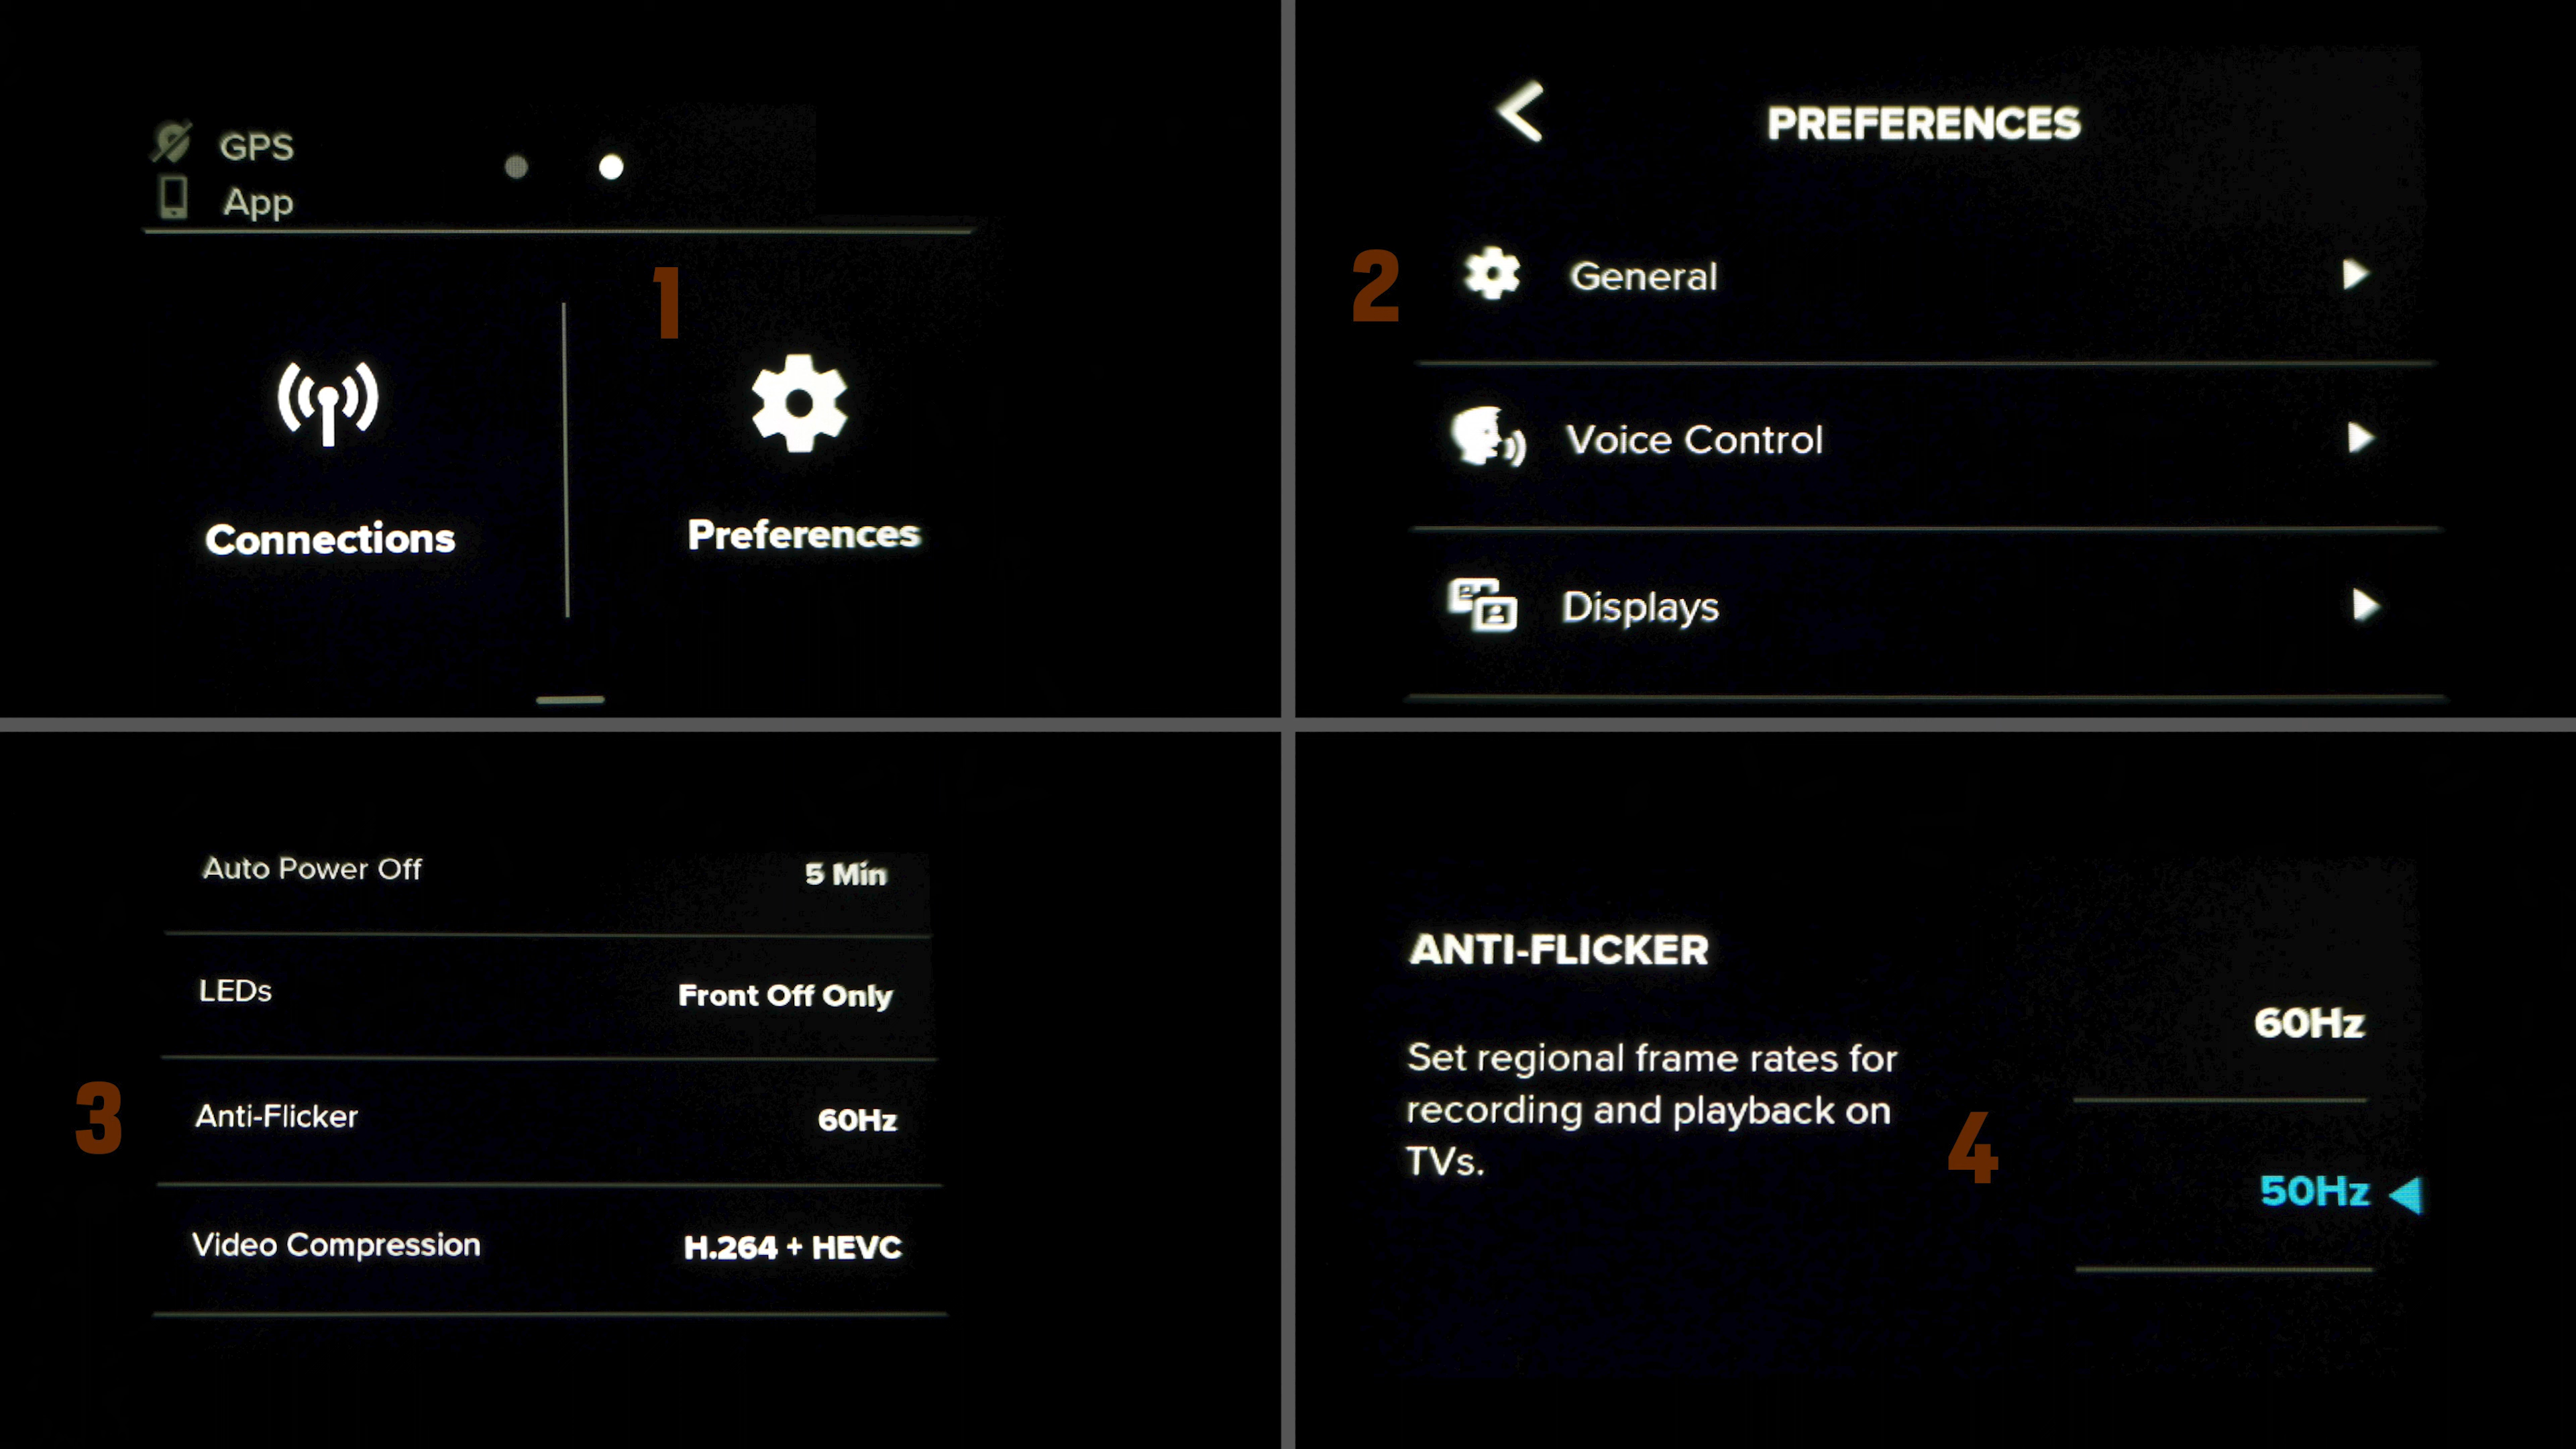 GPS
App
1
Connections
Preferences
PREFERENCES
2
General
Voice Control
Displays
Auto Power Off 5 Min
LEDs Front Off Only
3
Anti-Flicker 60Hz
Video Compression H.264 + HEVC
ANTI-FLICKER
Set regional frame rates for
recording and playback on
TVs.
4
60Hz
50Hz